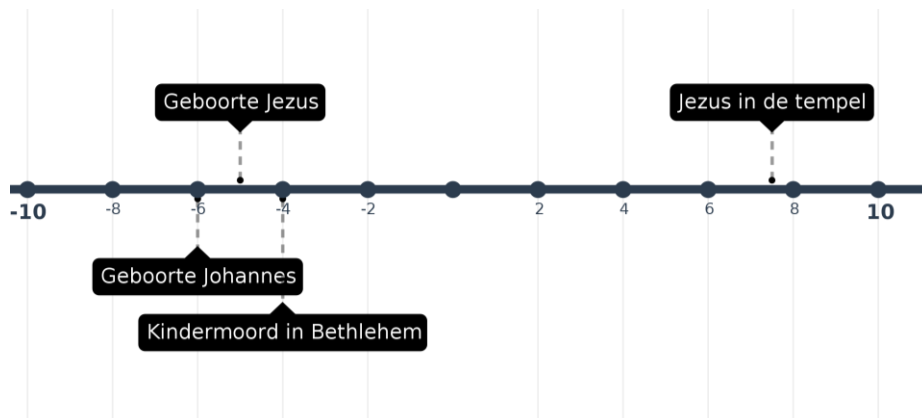 Geboorte Jezus
Jezus in de tempel
-10 -8 -6 -4 -2 2 4 6 8 10
Geboorte Johannes
Kindermoord in Bethlehem